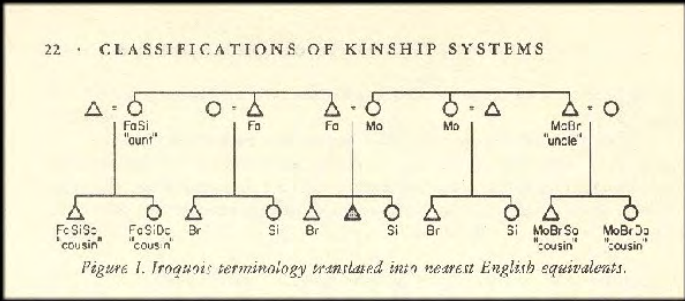 22 · CLASSIFICATIONS OF KINSHIP SYSTEMS
△ = ○ ○ = △ △ = ○ ○ = △ △ = ○
FaSi Fa Fa Mo Mo MoBr
"aunt" "uncle"
FaSiSo FaSiDa Br Si Br Si Br Si MoBrSo MoBrDa
"cousin" "cousin" "cousin" "cousin"
Figure 1. Iroquois terminology translated into nearest English equivalents.